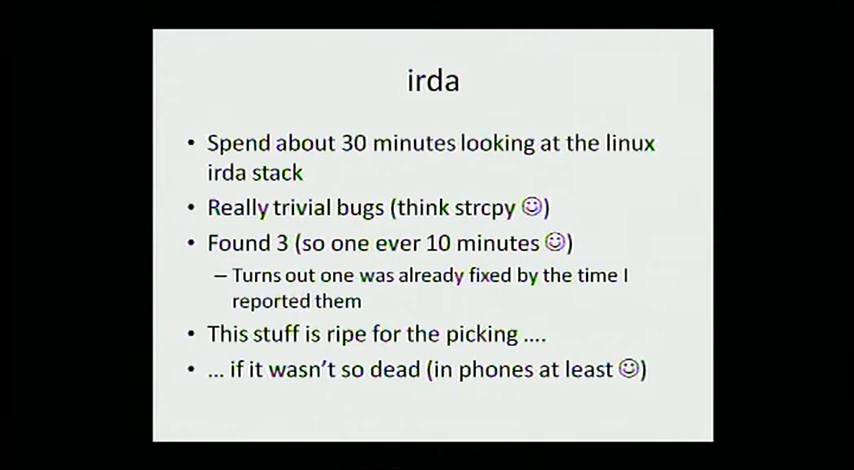 irda
• Spend about 30 minutes looking at the linux
irda stack
• Really trivial bugs (think strcpy ☺)
• Found 3 (so one ever 10 minutes ☺)
– Turns out one was already fixed by the time I
reported them
• This stuff is ripe for the picking ....
• ... if it wasn't so dead (in phones at least ☺)